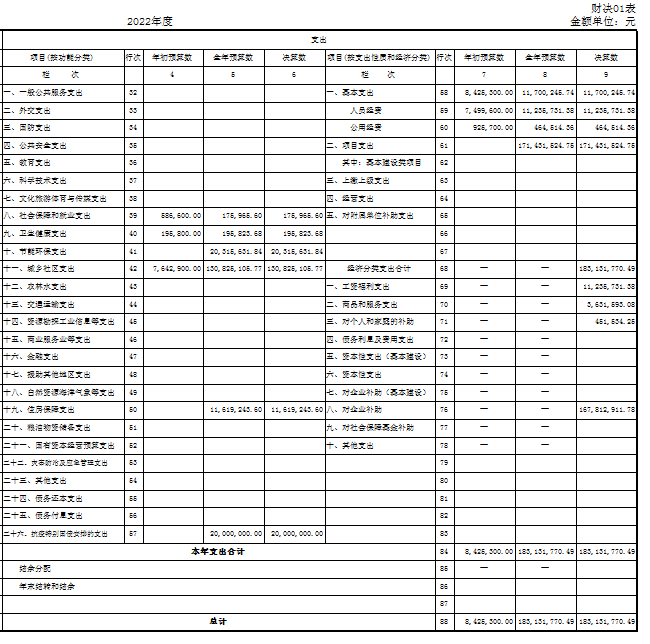 财决01表
2022年度 金额单位：元
支出
项目(按功能分类) 行次 年初预算数 全年预算数 决算数 项目(按支出性质和经济分类) 行次 年初预算数 全年预算数 决算数
栏 次 4 5 6 栏 次 7 8 9
一、一般公共服务支出 32 一、基本支出 58 8,425,300.00 11,700,245.74 11,700,245.74
二、外交支出 33 人员经费 59 7,499,600.00 11,235,731.38 11,235,731.38
三、国防支出 34 公用经费 60 925,700.00 464,514.36 464,514.36
四、公共安全支出 35 二、项目支出 61 171,431,524.75 171,431,524.75
五、教育支出 36 其中：基本建设类项目 62
六、科学技术支出 37 三、上缴上级支出 63
七、文化旅游体育与传媒支出 38 四、经营支出 64
八、社会保障和就业支出 39 586,600.00 175,965.60 175,965.60 五、对附属单位补助支出 65
九、卫生健康支出 40 195,800.00 195,823.68 195,823.68 66
十、节能环保支出 41 20,315,631.84 20,315,631.84 67
十一、城乡社区支出 42 7,642,900.00 130,825,105.77 130,825,105.77 经济分类支出合计 68 — — 183,131,770.49
十二、农林水支出 43 一、工资福利支出 69 — — 11,235,731.38
十三、交通运输支出 44 二、商品和服务支出 70 — — 3,631,593.08
十四、资源勘探工业信息等支出 45 三、对个人和家庭的补助 71 — — 451,534.25
十五、商业服务业等支出 46 四、债务利息及费用支出 72 — —
十六、金融支出 47 五、资本性支出（基本建设） 73 — —
十七、援助其他地区支出 48 六、资本性支出 74 — —
十八、自然资源海洋气象等支出 49 七、对企业补助（基本建设） 75 — —
十九、住房保障支出 50 11,619,243.60 11,619,243.60 八、对企业补助 76 — — 167,812,911.78
二十、粮油物资储备支出 51 九、对社会保障基金补助 77 — —
二十一、国有资本经营预算支出 52 十、其他支出 78 — —
二十二、灾害防治及应急管理支出 53 79
二十三、其他支出 54 80
二十四、债务还本支出 55 81
二十五、债务付息支出 56 82
二十六、抗疫特别国债安排的支出 57 20,000,000.00 20,000,000.00 83
本年支出合计 84 8,425,300.00 183,131,770.49 183,131,770.49
结余分配 85 — —
年末结转和结余 86
87
总计 88 8,425,300.00 183,131,770.49 183,131,770.49